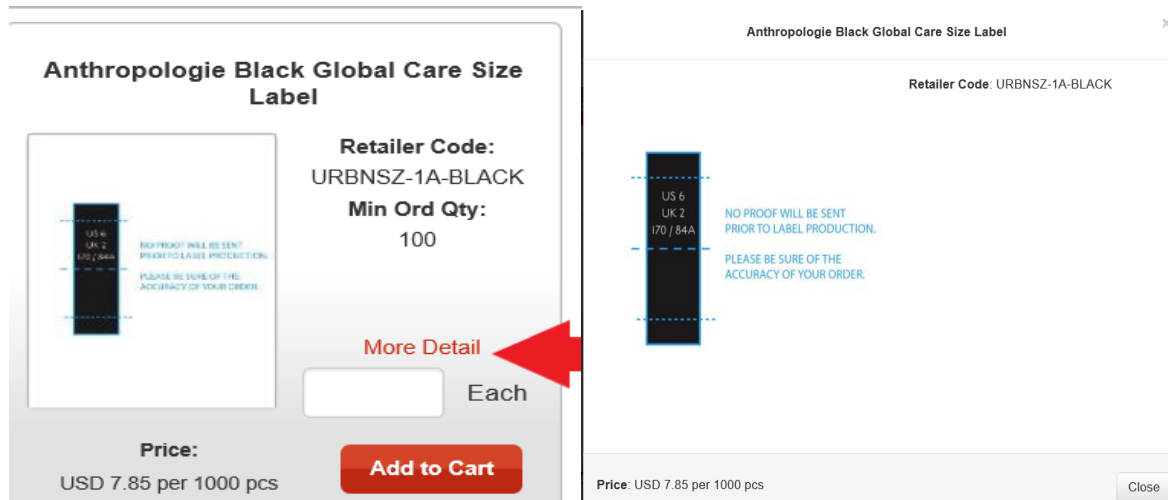 Anthropologie Black Global Care Size
Label
US 6
UK 2
170 / 84A
NO PROOF WILL BE SENT
PRIOR TO LABEL PRODUCTION.
PLEASE BE SURE OF THE
ACCURACY OF YOUR ORDER.
Retailer Code:
URBNSZ-1A-BLACK
Min Ord Qty:
100
More Detail
Each
Price:
USD 7.85 per 1000 pcs
Add to Cart
Anthropologie Black Global Care Size Label
×
Retailer Code: URBNSZ-1A-BLACK
US 6
UK 2
170 / 84A
NO PROOF WILL BE SENT
PRIOR TO LABEL PRODUCTION.
PLEASE BE SURE OF THE
ACCURACY OF YOUR ORDER.
Price: USD 7.85 per 1000 pcs
Close